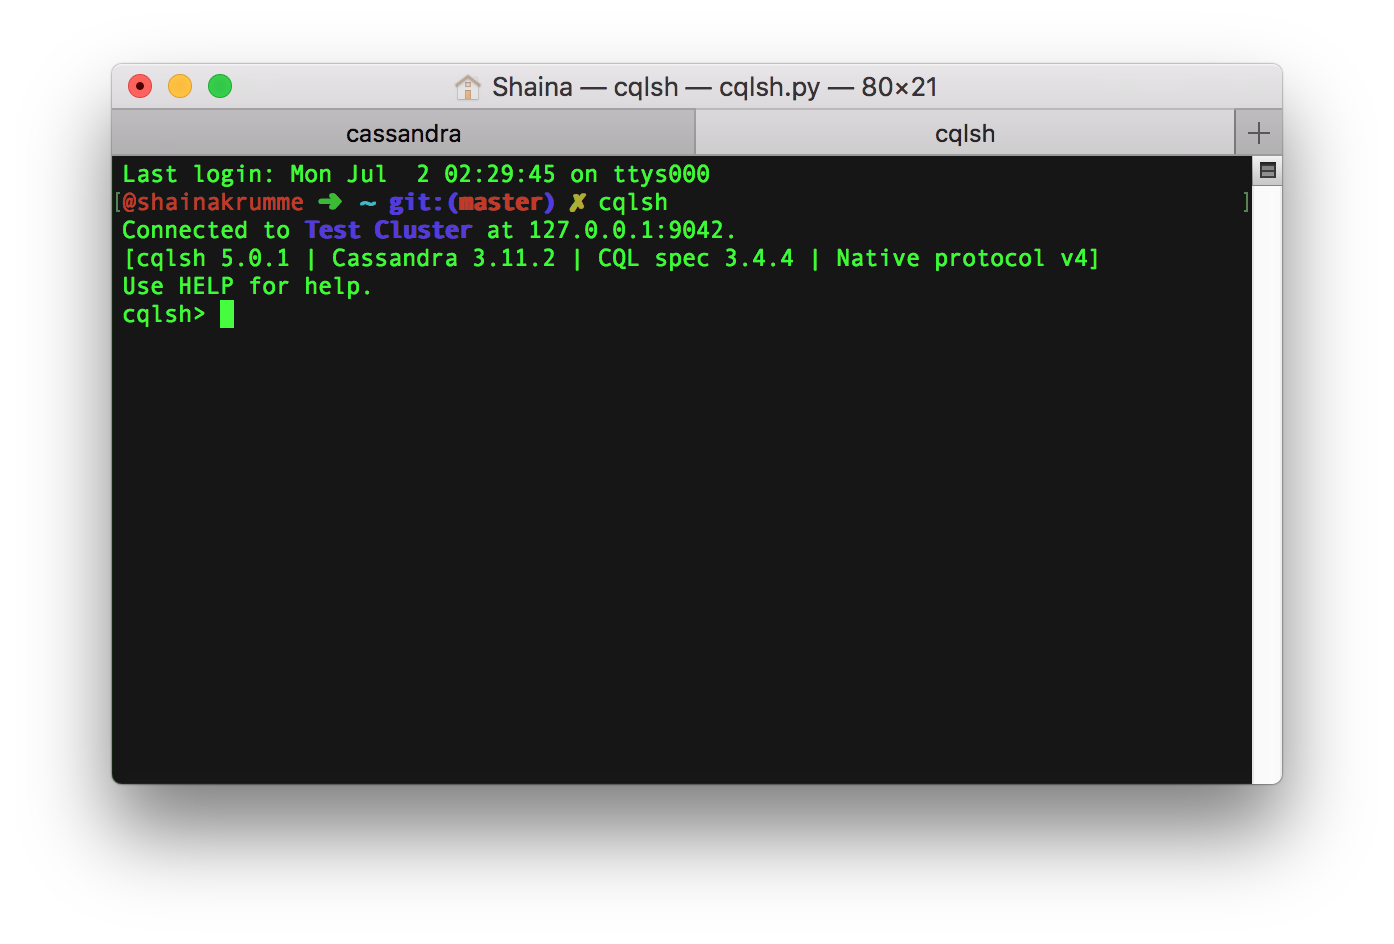 Shaina — cqlsh — cqlsh.py — 80×21
cassandra
cqlsh
Last login: Mon Jul  2 02:29:45 on ttys000
[@shainakrumme ➜ ~ git:(master) ✗ cqlsh ]
Connected to Test Cluster at 127.0.0.1:9042.
[cqlsh 5.0.1 | Cassandra 3.11.2 | CQL spec 3.4.4 | Native protocol v4]
Use HELP for help.
cqlsh>